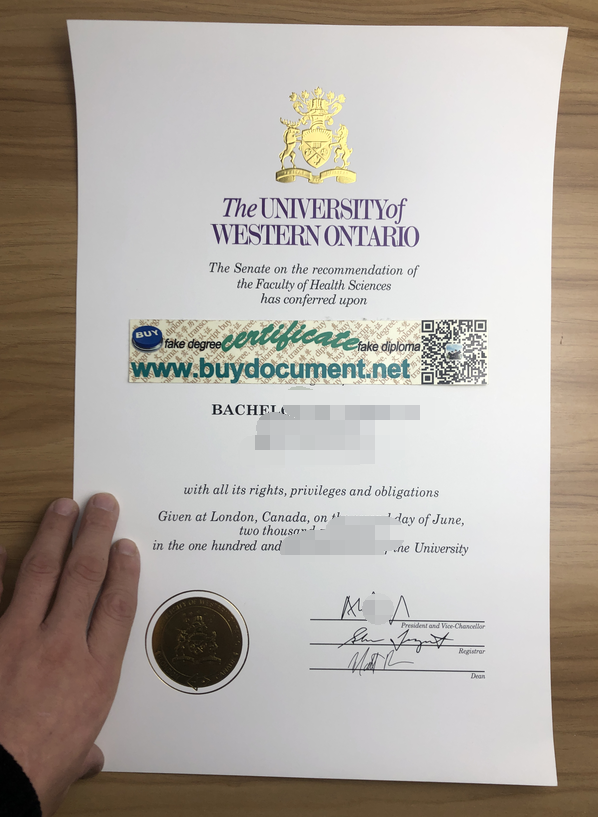 The UNIVERSITY of
WESTERN ONTARIO
The Senate on the recommendation of
the Faculty of Health Sciences
has conferred upon
BUY fake degree certificate fake diploma
www.buydocument.net
BACHEL
with all its rights, privileges and obligations
Given at London, Canada, on day of June,
two thousand
in the one hundred and the University
President and Vice-Chancellor
Registrar
Dean